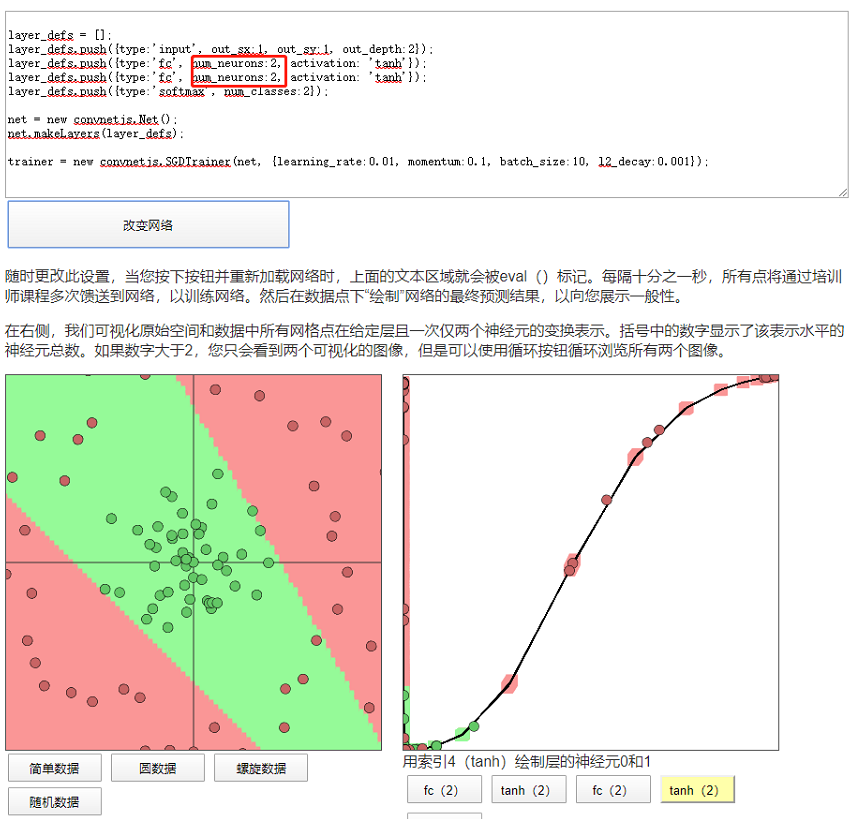 layer_defs = [];
layer_defs.push({type:'input', out_sx:1, out_sy:1, out_depth:2});
layer_defs.push({type:'fc', num_neurons:2, activation: 'tanh'});
layer_defs.push({type:'fc', num_neurons:2, activation: 'tanh'});
layer_defs.push({type:'softmax', num_classes:2});
net = new convnetjs.Net();
net.makeLayers(layer_defs);
trainer = new convnetjs.SGDTrainer(net, {learning_rate:0.01, momentum:0.1, batch_size:10, l2_decay:0.001});
改变网络
随时更改此设置，当您按下按钮并重新加载网络时，上面的文本区域就会被eval（）标记。每隔十分之一秒，所有点将通过培训
师课程多次馈送到网络，以训练网络。然后在数据点下“绘制”网络的最终预测结果，以向您展示一般性。
在右侧，我们可视化原始空间和数据中所有网格点在给定层且一次仅两个神经元的变换表示。括号中的数字显示了该表示水平的
神经元总数。如果数字大于2，您只会看到两个可视化的图像，但是可以使用循环按钮循环浏览所有两个图像。
用索引4（tanh）绘制层的神经元0和1
简单数据 圆数据 螺旋数据
随机数据
fc（2） tanh（2） fc（2） tanh（2）